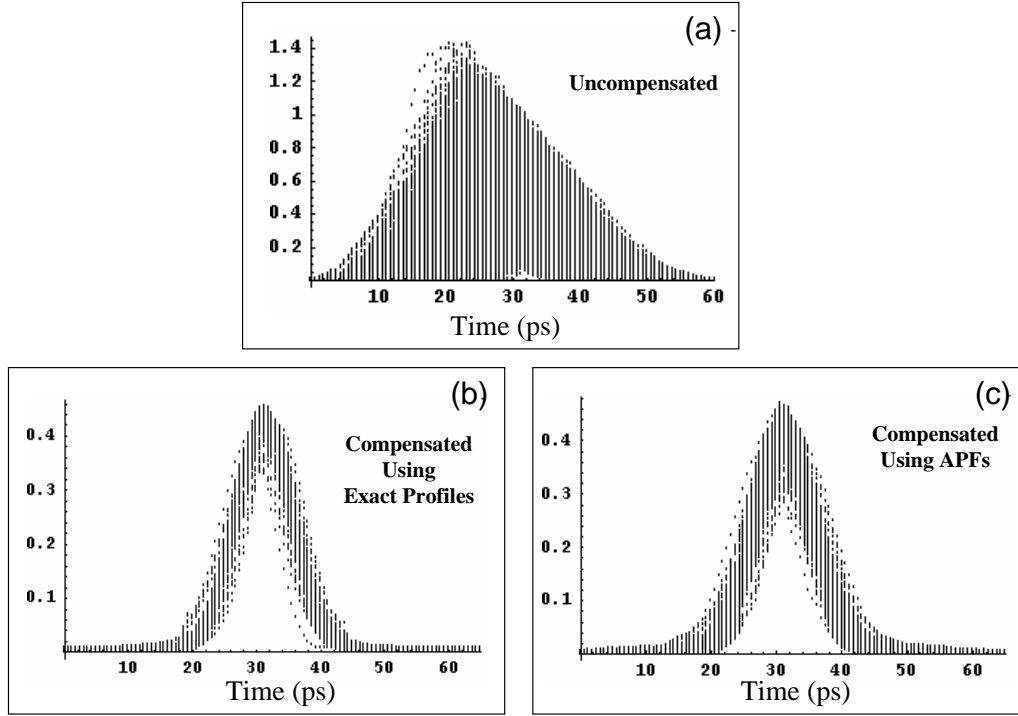 (a)
Uncompensated
1.4
1.2
1
0.8
0.6
0.4
0.2
10 20 30 40 50 60
Time (ps)
(b)
Compensated
Using
Exact Profiles
0.4
0.3
0.2
0.1
10 20 30 40 50 60
Time (ps)
(c)
Compensated
Using APFs
0.4
0.3
0.2
0.1
10 20 30 40 50 60
Time (ps)